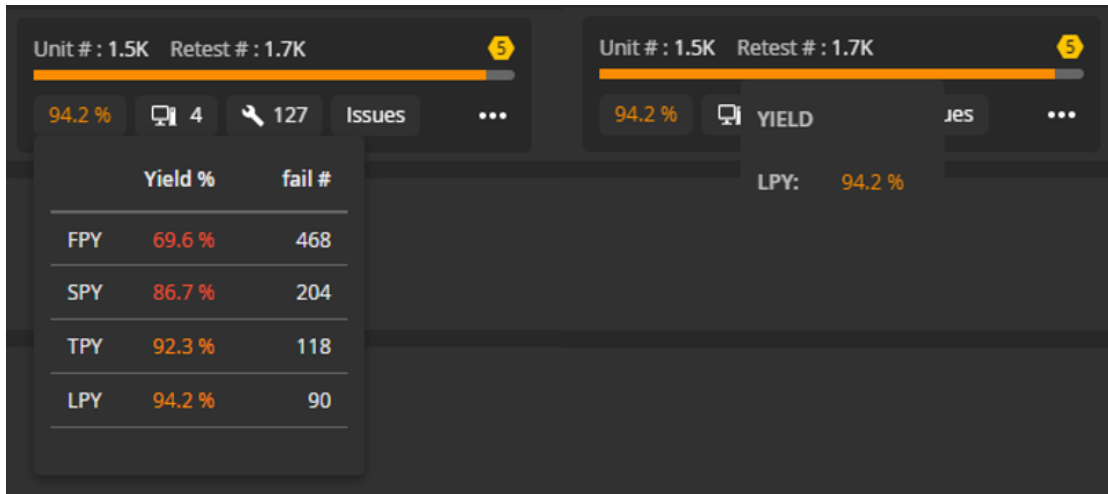 Unit # : 1.5K Retest # : 1.7K 5
94.2 % 4 127 Issues •••
Yield % fail #
FPY 69.6 % 468
SPY 86.7 % 204
TPY 92.3 % 118
LPY 94.2 % 90
Unit # : 1.5K Retest # : 1.7K 5
94.2 % ues •••
YIELD
LPY: 94.2 %